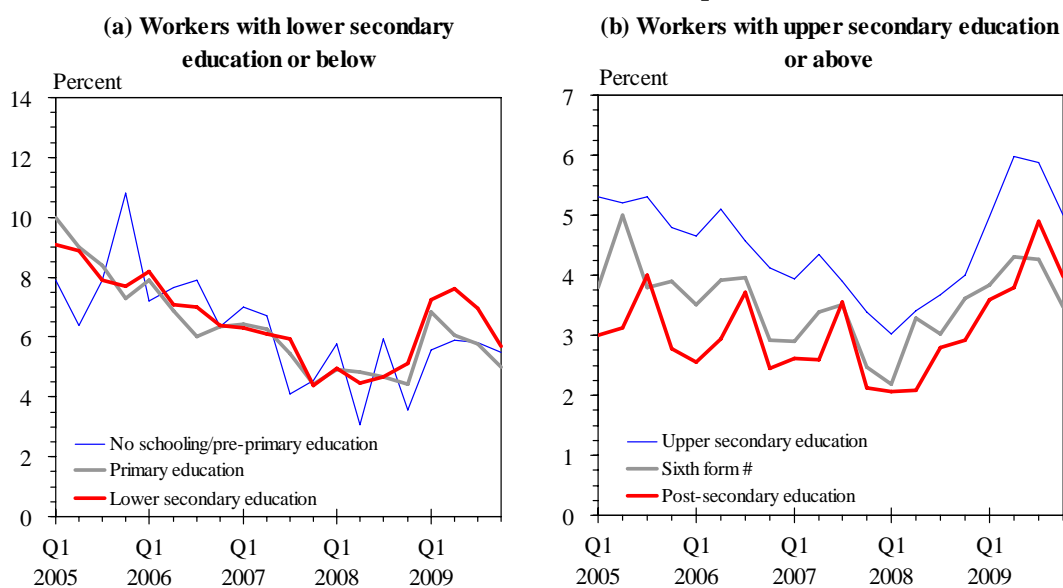 (a) Workers with lower secondary
education or below
Percent
14
12
10
8
6
4
2
0
No schooling/pre-primary education
Primary education
Lower secondary education
Q1 Q1 Q1 Q1 Q1
2005 2006 2007 2008 2009
(b) Workers with upper secondary education
or above
Percent
7
6
5
4
3
2
1
0
Upper secondary education
Sixth form #
Post-secondary education
Q1 Q1 Q1 Q1 Q1
2005 2006 2007 2008 2009